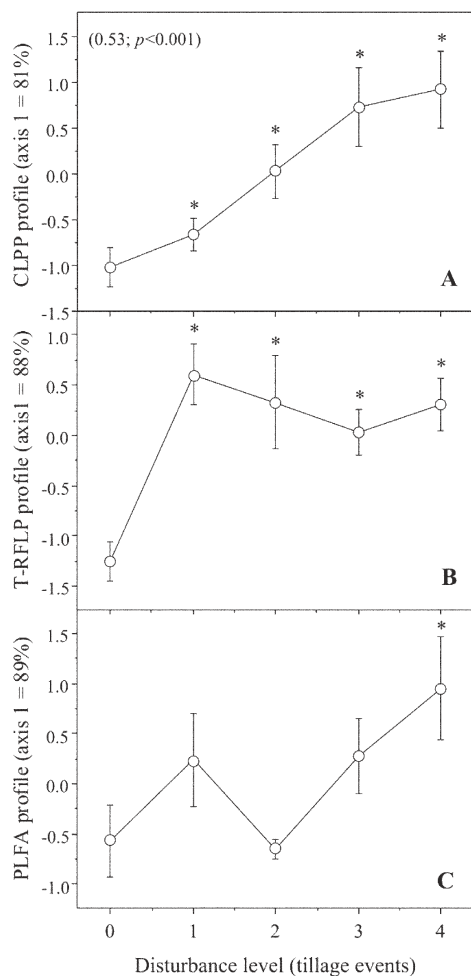 (0.53; p<0.001)
CLPP profile (axis 1 = 81%)
1.5
1.0
0.5
0.0
-0.5
-1.0
-1.5
* * * *
A
T-RFLP profile (axis1 = 88%)
1.0
0.5
0.0
-0.5
-1.0
-1.5
* * * *
B
PLFA profile (axis 1 = 89%)
1.5
1.0
0.5
0.0
-0.5
-1.0
*
C
0 1 2 3 4
Disturbance level (tillage events)